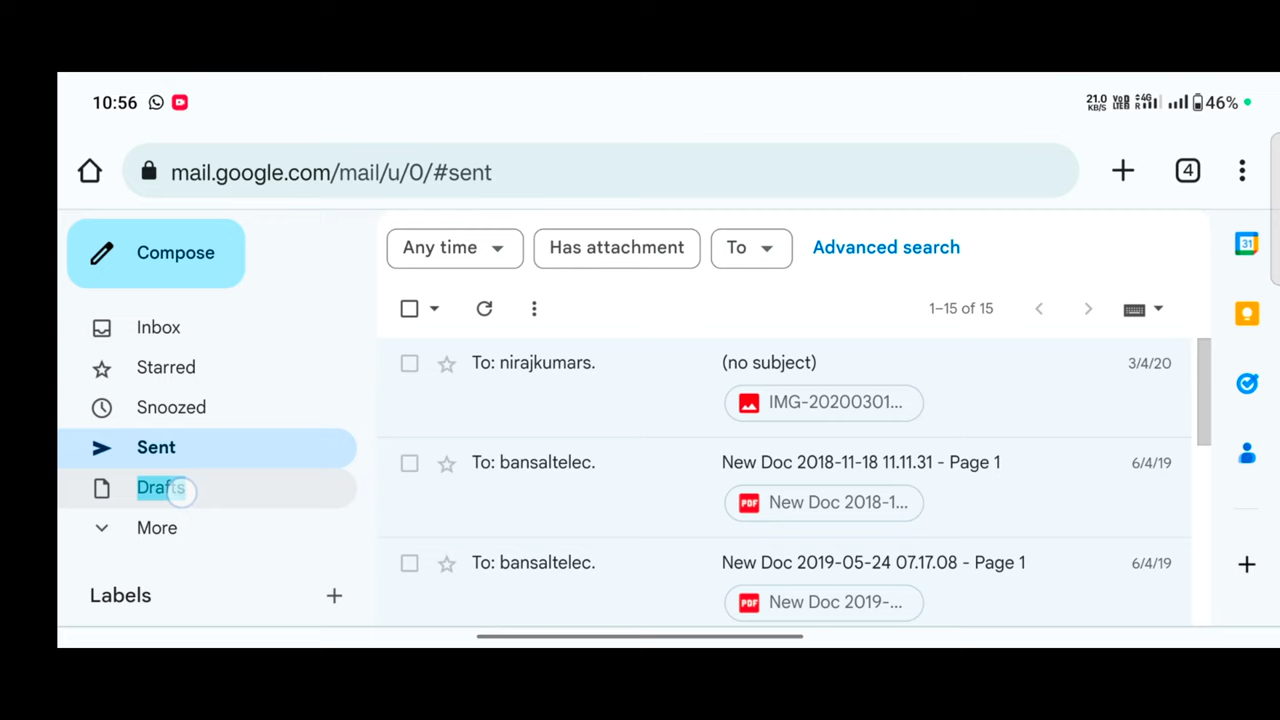 10:56
21.0 KB/S VoD LTEB 4G R 46%
mail.google.com/mail/u/0/#sent
4
Compose
Any time
Has attachment
To
Advanced search
31
1–15 of 15
Inbox
Starred
Snoozed
Sent
Drafts
More
Labels
To: nirajkumars.
(no subject)
3/4/20
IMG-20200301...
To: bansaltelec.
New Doc 2018-11-18 11.11.31 - Page 1
6/4/19
PDF New Doc 2018-1...
To: bansaltelec.
New Doc 2019-05-24 07.17.08 - Page 1
6/4/19
PDF New Doc 2019-...